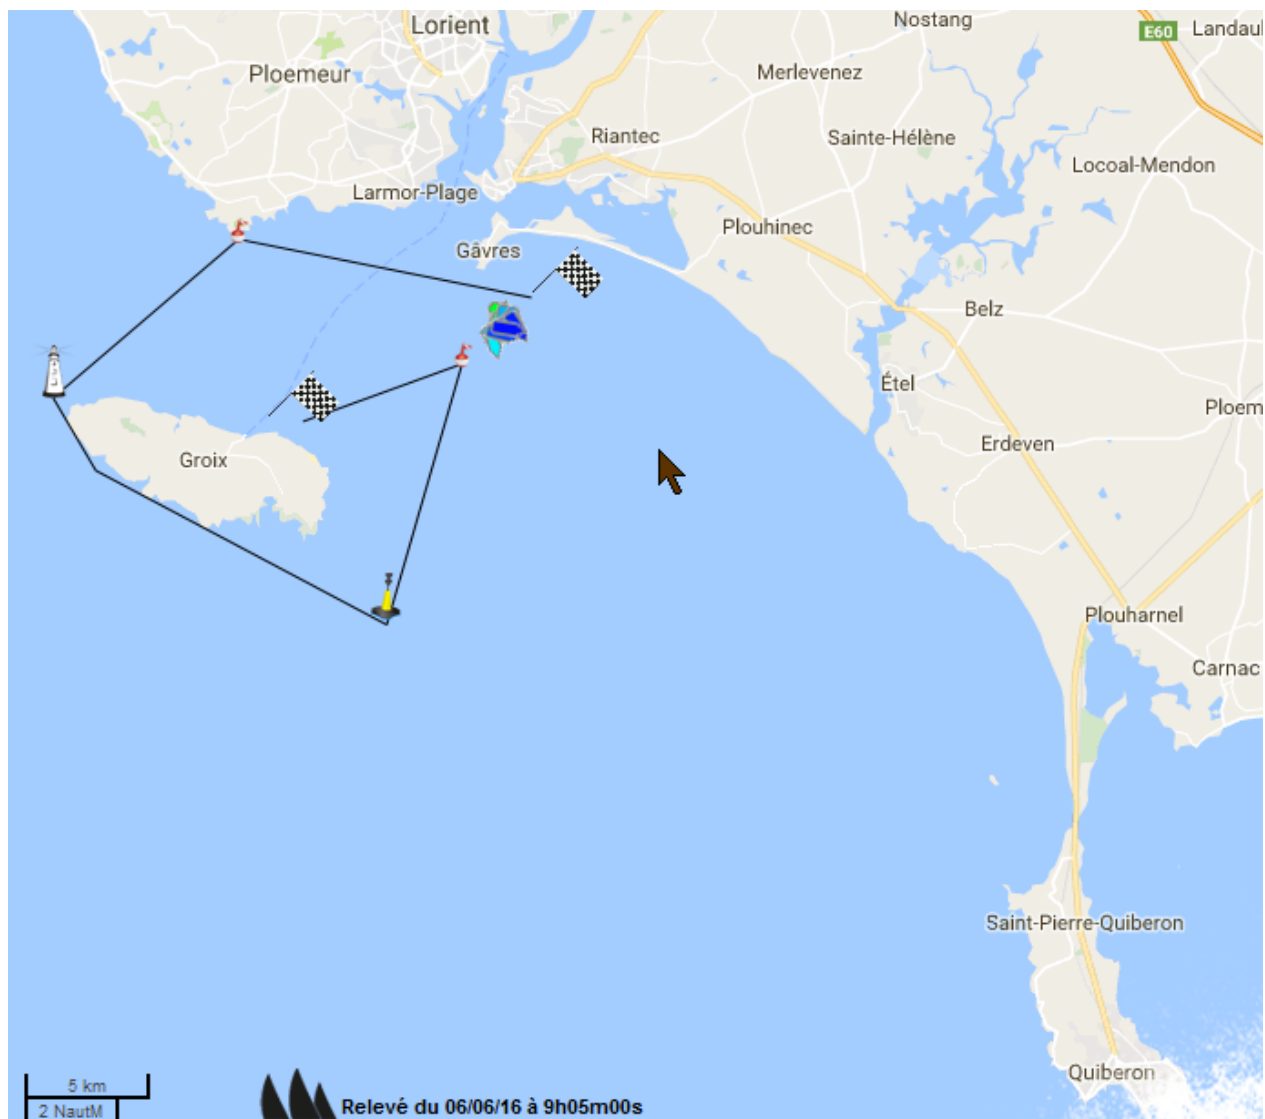 Lorient
Nostang
E60
Landaul
Ploemeur
Merlevenez
Riantec
Sainte-Hélène
Locoal-Mendon
Larmor-Plage
Plouhinec
Gâvres
Belz
Étel
Ploem
Erdeven
Groix
Plouharnel
Carnac
Saint-Pierre-Quiberon
Quiberon
5 km
2 NautM
Relevé du 06/06/16 à 9h05m00s